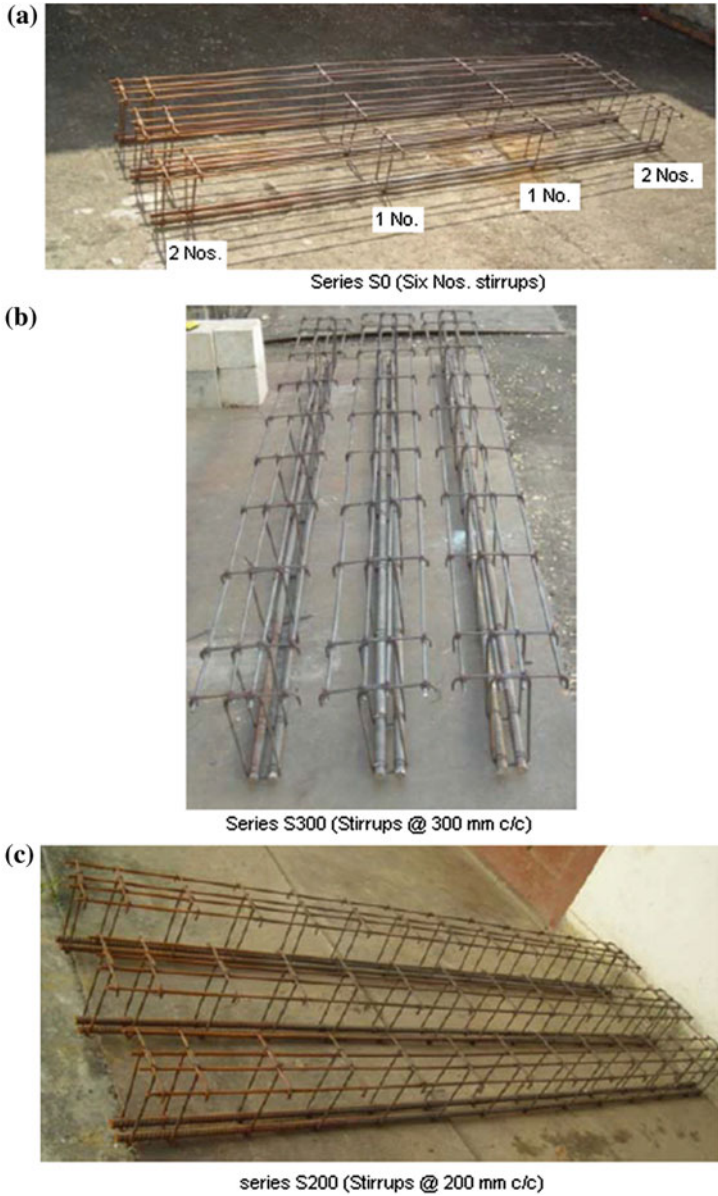 (a)
1 No.
1 No.
2 Nos.
2 Nos.
Series S0 (Six Nos. stirrups)
(b)
Series S300 (Stirrups @ 300 mm c/c)
(c)
series S200 (Stirrups @ 200 mm c/c)